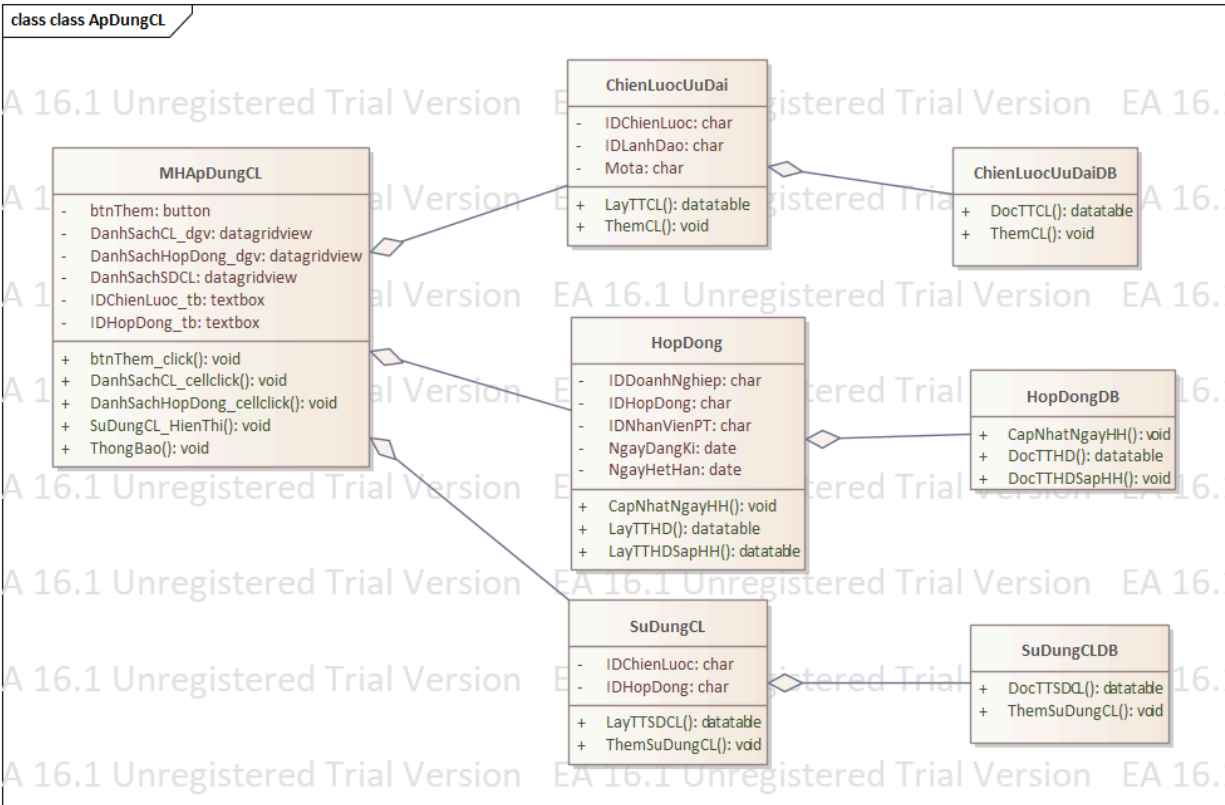 class class ApDungCL
EA 16.1 Unregistered Trial Version
MHApDungCL
- btnThem: button
- DanhSachCL_dgv: datagridview
- DanhSachHopDong_dgv: datagridview
- DanhSachSDCL: datagridview
- IDChienLuoc_tb: textbox
- IDHopDong_tb: textbox
+ btnThem_click(): void
+ DanhSachCL_cellclick(): void
+ DanhSachHopDong_cellclick(): void
+ SuDungCL_HienThi(): void
+ ThongBao(): void
ChienLuocUuDai
- IDChienLuoc: char
- IDLanhDao: char
- Mota: char
+ LayTTCL(): datatable
+ ThemCL(): void
ChienLuocUuDaiDB
+ DocTTCL(): datatable
+ ThemCL(): void
HopDong
- IDDoanhNghiep: char
- IDHopDong: char
- IDNhanVienPT: char
- NgayDangKi: date
- NgayHetHan: date
+ CapNhatNgayHH(): void
+ LayTTHD(): datatable
+ LayTTHDSapHH(): datatable
HopDongDB
+ CapNhatNgayHH(): void
+ DocTTHD(): datatable
+ DocTTHDSapHH(): void
SuDungCL
- IDChienLuoc: char
- IDHopDong: char
+ LayTTSDCL(): datatable
+ ThemSuDungCL(): void
SuDungCLDB
+ DocTTSDCL(): datatable
+ ThemSuDungCL(): void